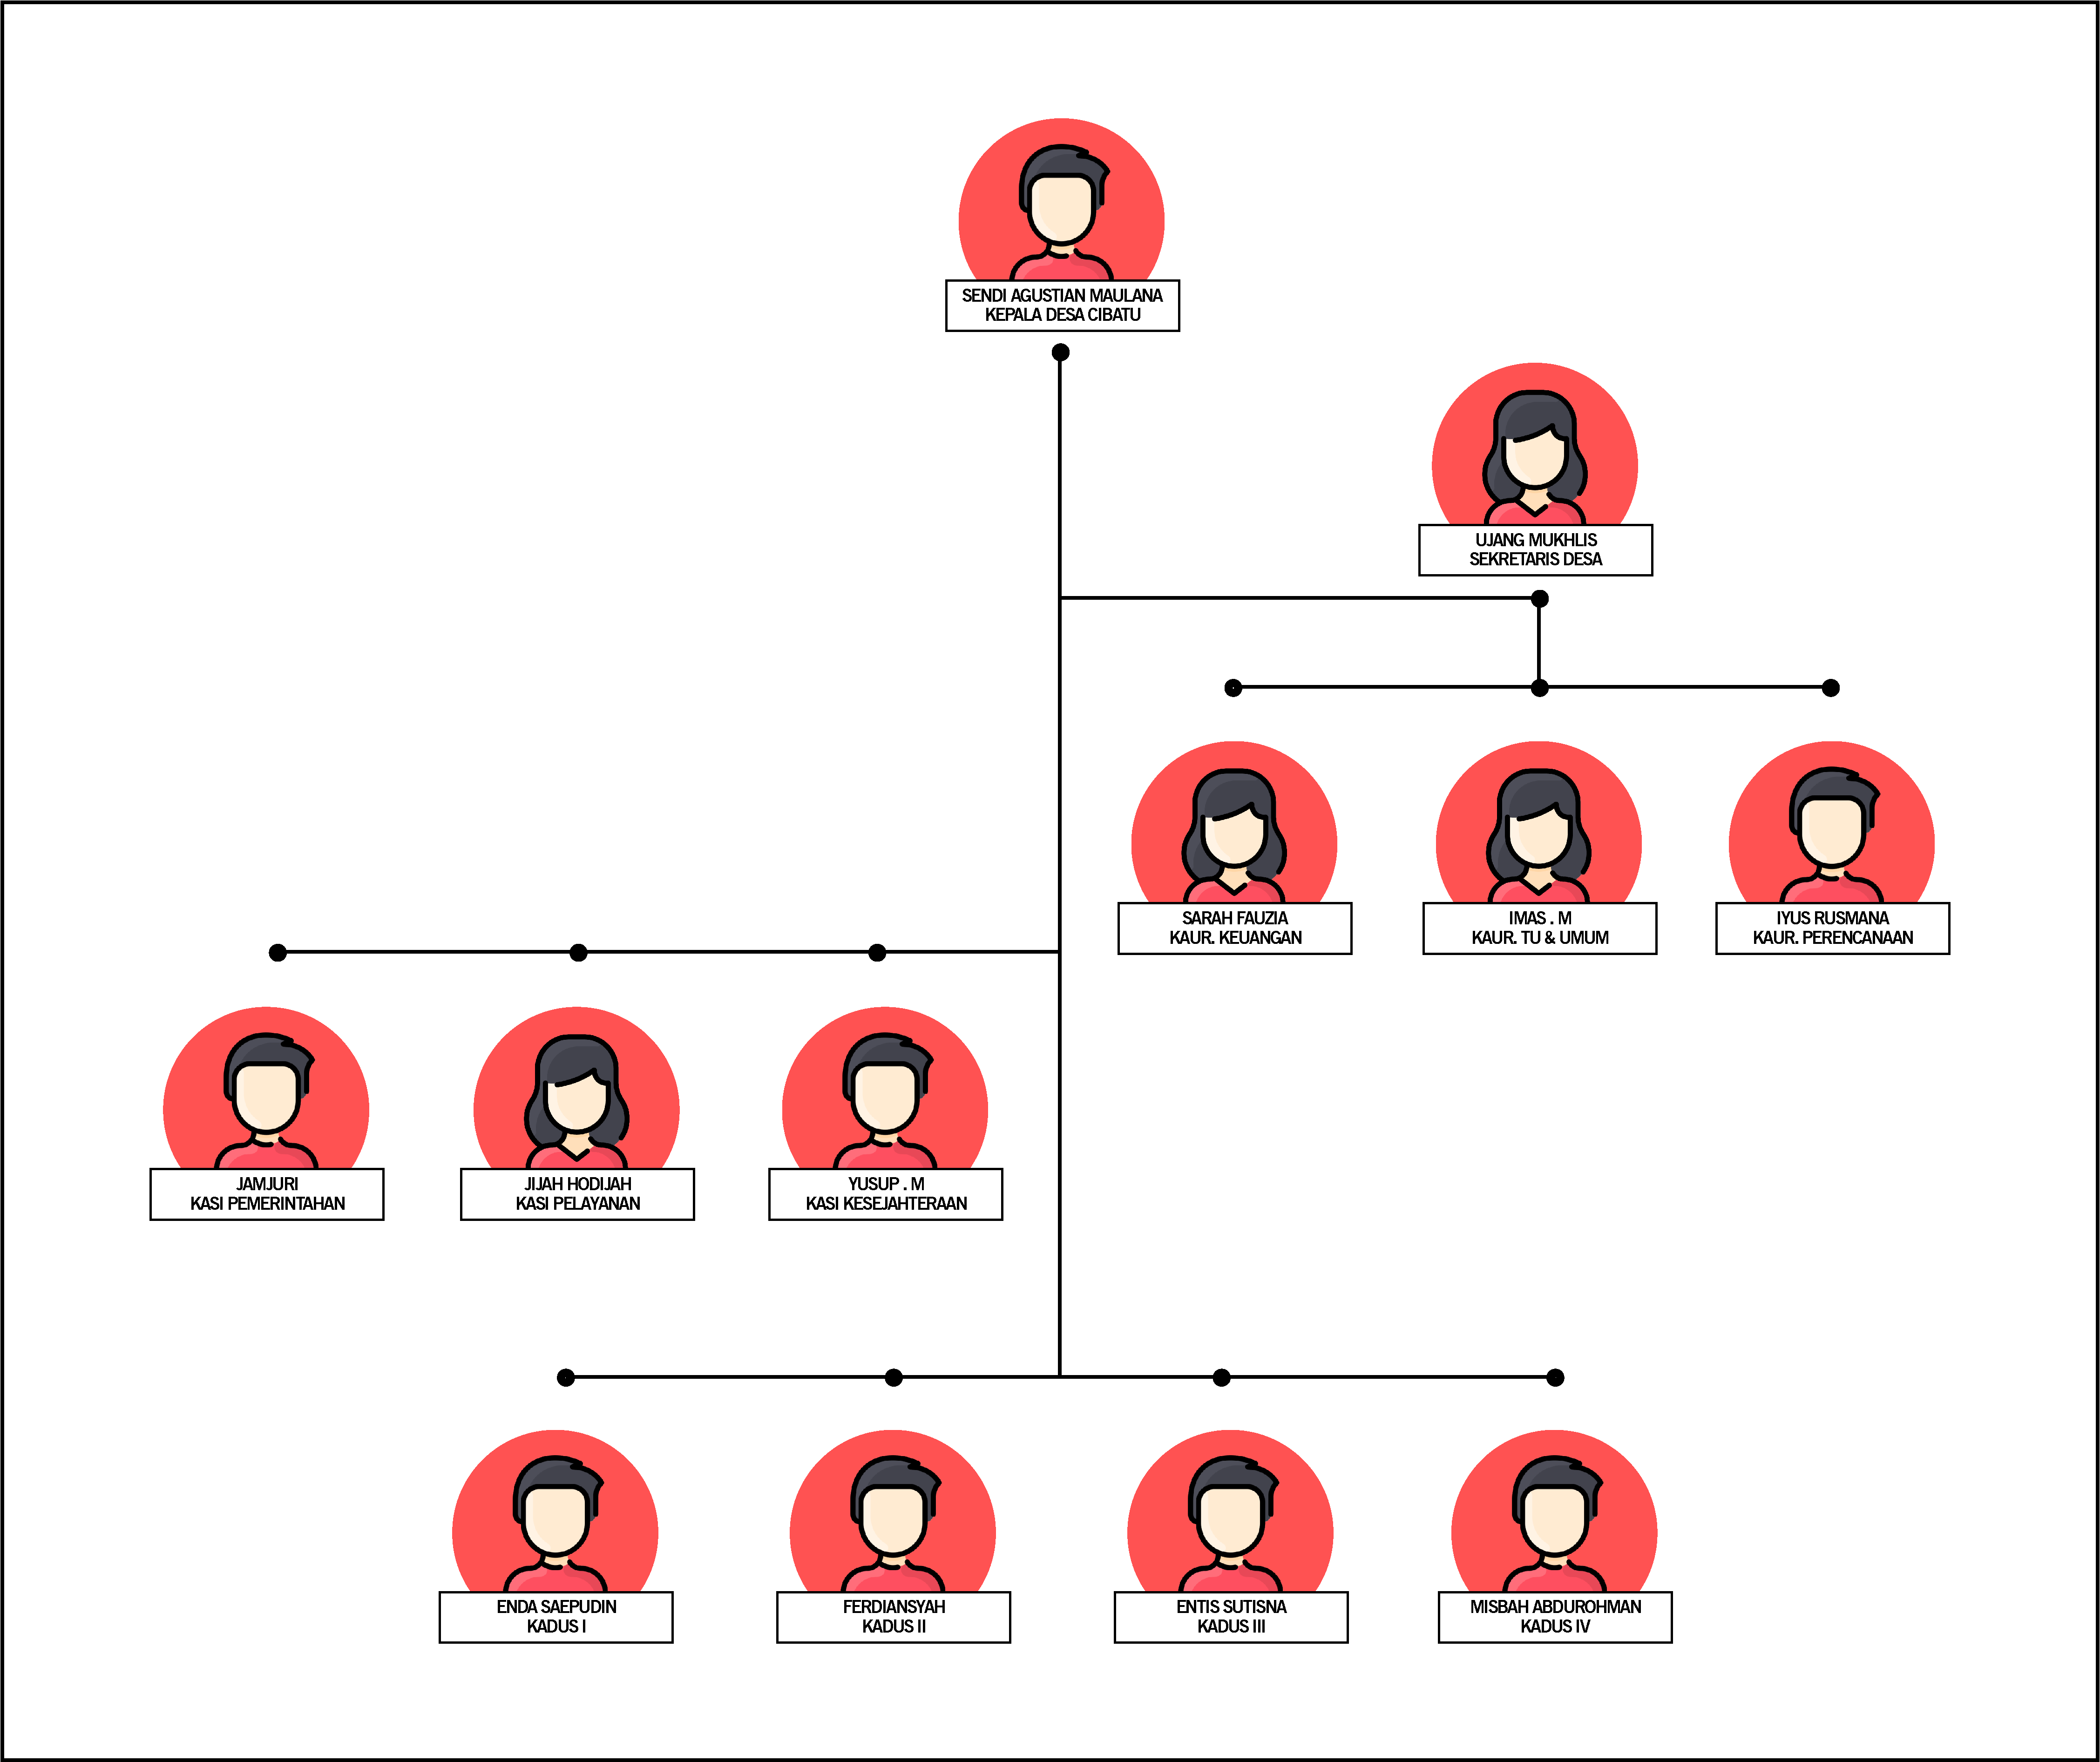 SENDI AGUSTIAN MAULANA
KEPALA DESA CIBATU
UJANG MUKHLIS
SEKRETARIS DESA
SARAH FAUZIA
KAUR. KEUANGAN
IMAS . M
KAUR. TU & UMUM
IYUS RUSMANA
KAUR. PERENCANAAN
JAMJURI
KASI PEMERINTAHAN
JIJAH HODIJAH
KASI PELAYANAN
YUSUP . M
KASI KESEJAHTERAAN
ENDA SAEPUDIN
KADUS I
FERDIANSYAH
KADUS II
ENTIS SUTISNA
KADUS III
MISBAH ABDUROHMAN
KADUS IV